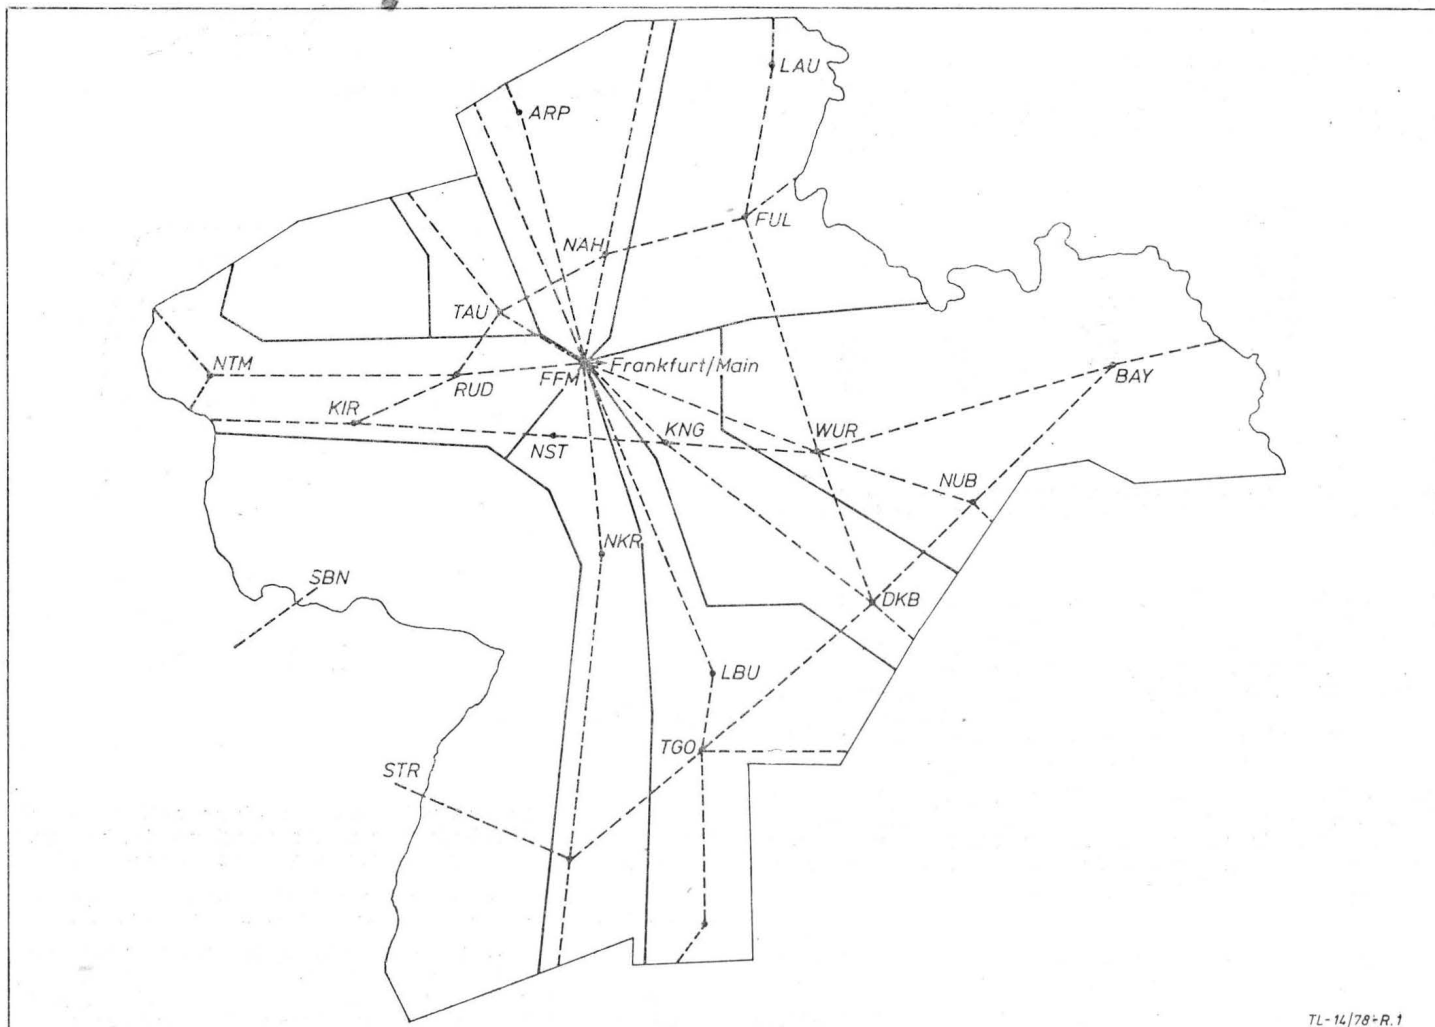 LAU
ARP
FUL
NAH
TAU
Frankfurt/Main
FFM
NTM
RUD
BAY
KIR
NST
KNG
WUR
NUB
NKR
SBN
DKB
LBU
TGO
STR
TL-14/78-R.1